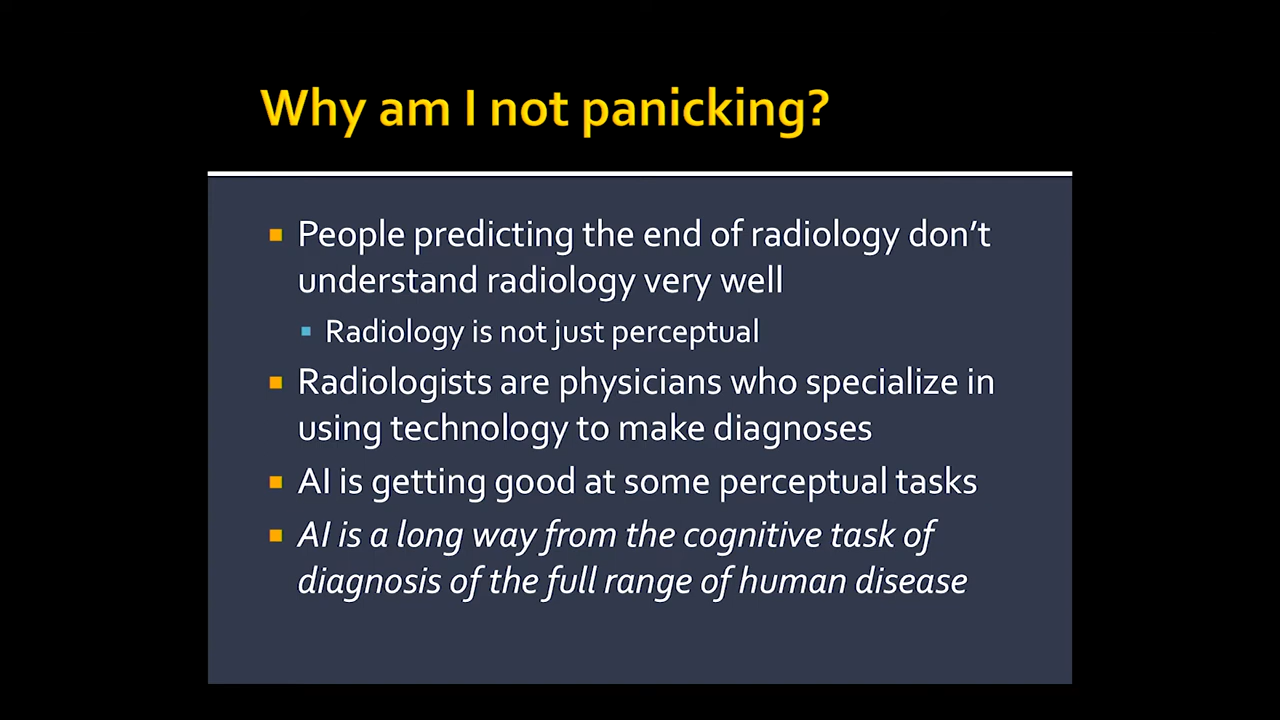 Why am I not panicking?
People predicting the end of radiology don’t
understand radiology very well
Radiology is not just perceptual
Radiologists are physicians who specialize in
using technology to make diagnoses
AI is getting good at some perceptual tasks
AI is a long way from the cognitive task of
diagnosis of the full range of human disease